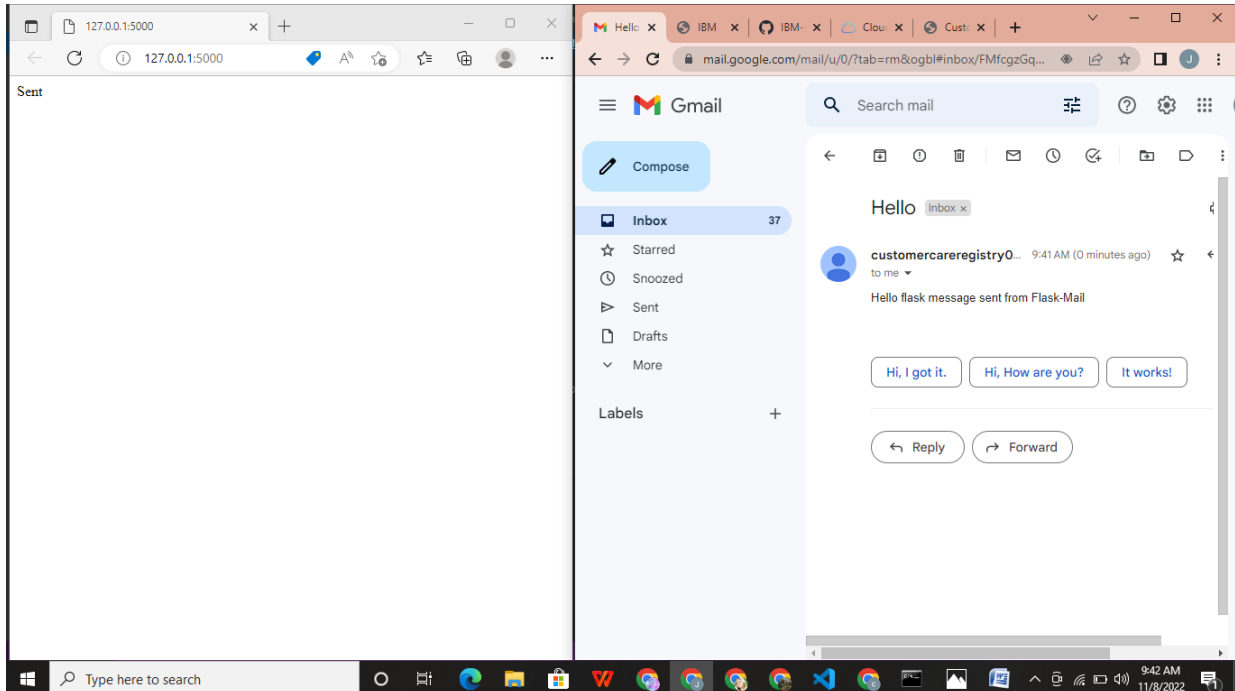 127.0.0.1:5000
127.0.0.1:5000
Sent
Hello
IBM
IBM-
Clou
Custo
mail.google.com/mail/u/0/?tab=rm&ogbl#inbox/FMfcgzGq...
J
Gmail
Search mail
Compose
Inbox 37
Starred
Snoozed
Sent
Drafts
More
Labels
Hello Inbox ×
customercareregistry0... 9:41 AM (0 minutes ago)
to me
Hello flask message sent from Flask-Mail
Hi, I got it. Hi, How are you? It works!
Reply Forward
Type here to search
9:42 AM
11/8/2022